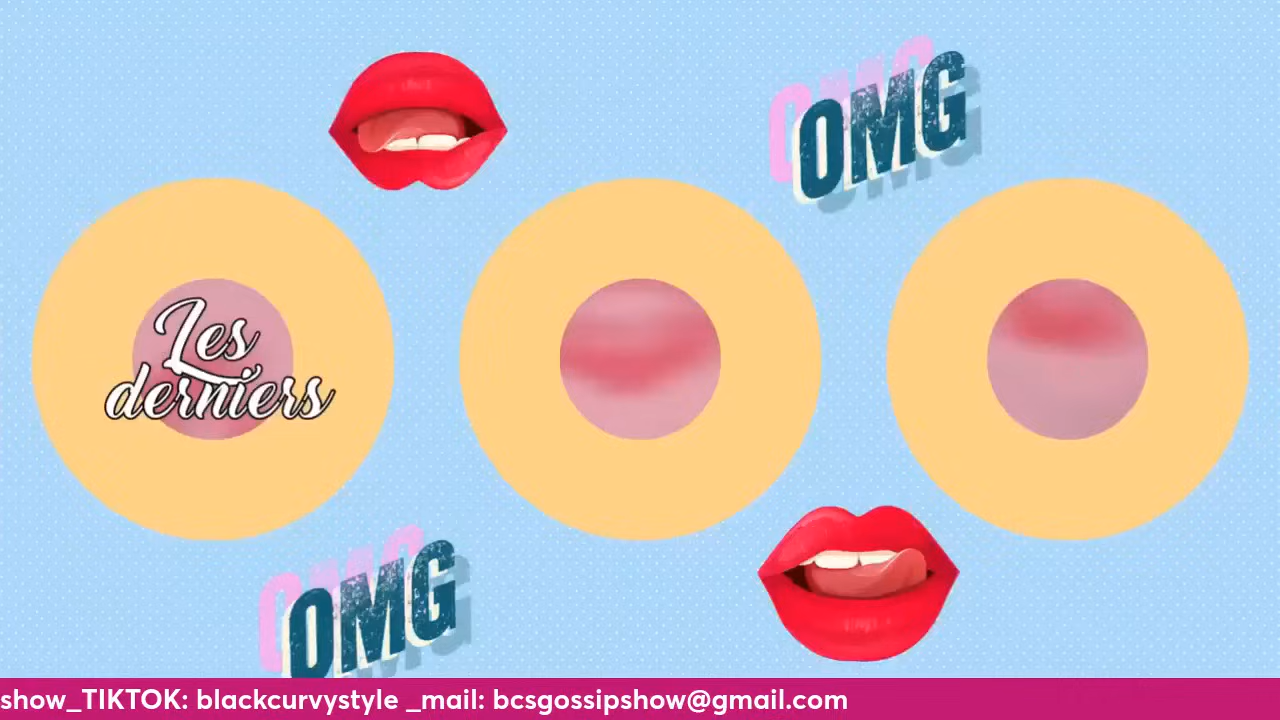 OMG
Les
derniers
OMG
show_TIKTOK: blackcurvystyle _mail: bcsgossipshow@gmail.com